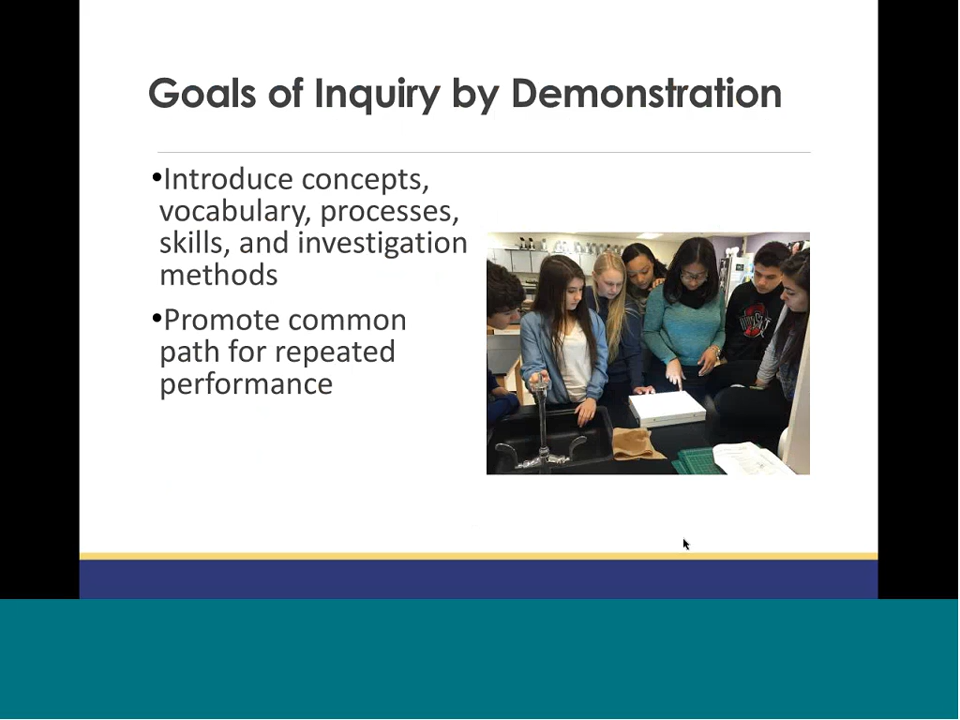 Goals of Inquiry by Demonstration
•Introduce concepts,
vocabulary, processes,
skills, and investigation
methods
•Promote common
path for repeated
performance